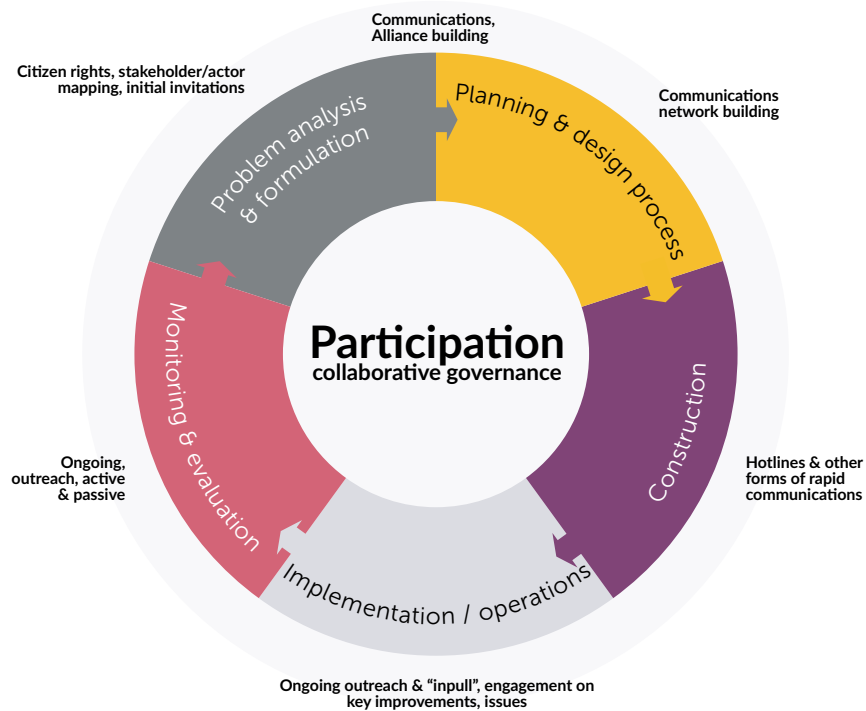 Communications,
Alliance building
Citizen rights, stakeholder/actor
mapping, initial invitations
Communications
network building
Problem analysis
& formulation
Planning & design process
Participation
collaborative governance
Monitoring & evaluation
Construction
Ongoing,
outreach, active
& passive
Hotlines & other
forms of rapid
communications
Implementation / operations
Ongoing outreach & “inpull”, engagement on
key improvements, issues